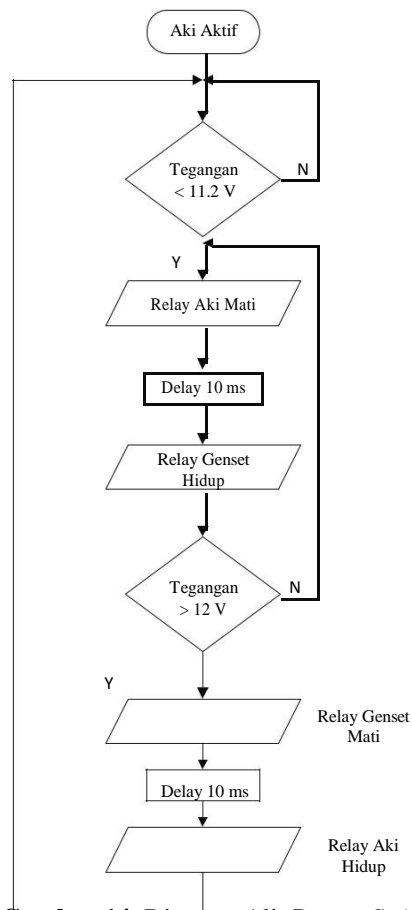 Aki Aktif
Tegangan
< 11.2 V
N
Y
Relay Aki Mati
Delay 10 ms
Relay Genset
Hidup
Tegangan
> 12 V
N
Y
Relay Genset
Mati
Delay 10 ms
Relay Aki
Hidup